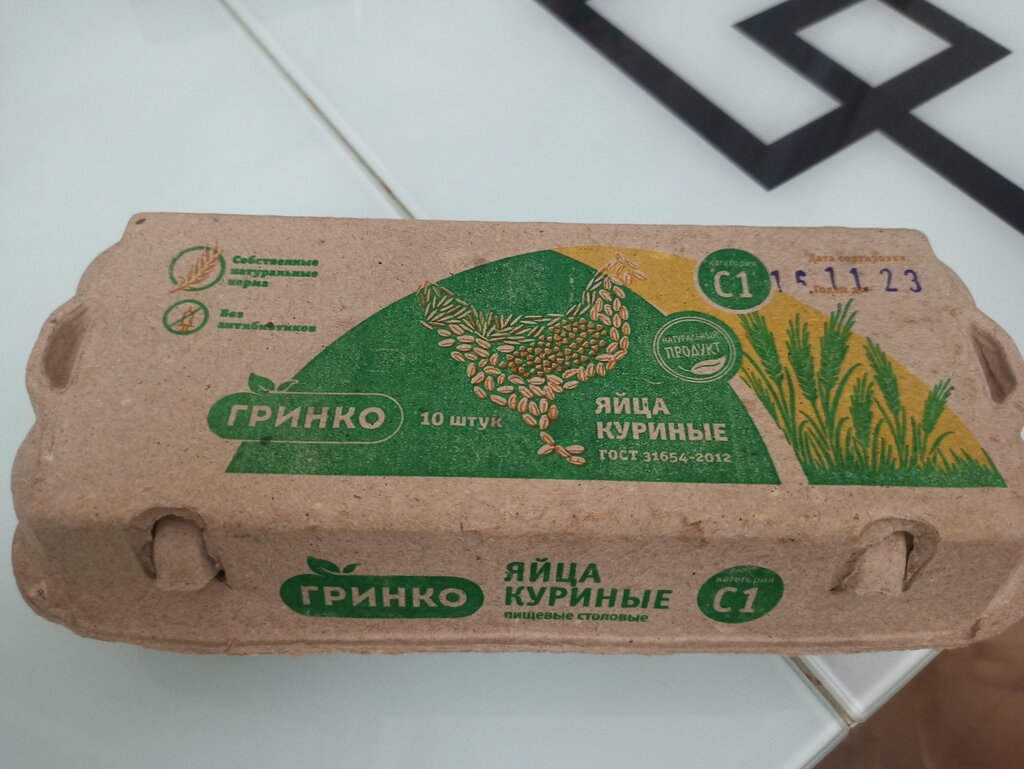 Собственные
натуральные
корма
Без
антибиотиков
ГРИНКО
10 штук
категория
С1
Дата сортировки
Годен до
15 11 23
НАТУРАЛЬНЫЙ
ПРОДУКТ
ЯЙЦА
КУРИНЫЕ
ГОСТ 31654-2012
ГРИНКО
ЯЙЦА
КУРИНЫЕ
пищевые столовые
категория
С1